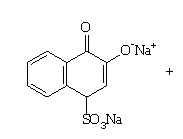 O
O⁻Na⁺
+
SO₃Na